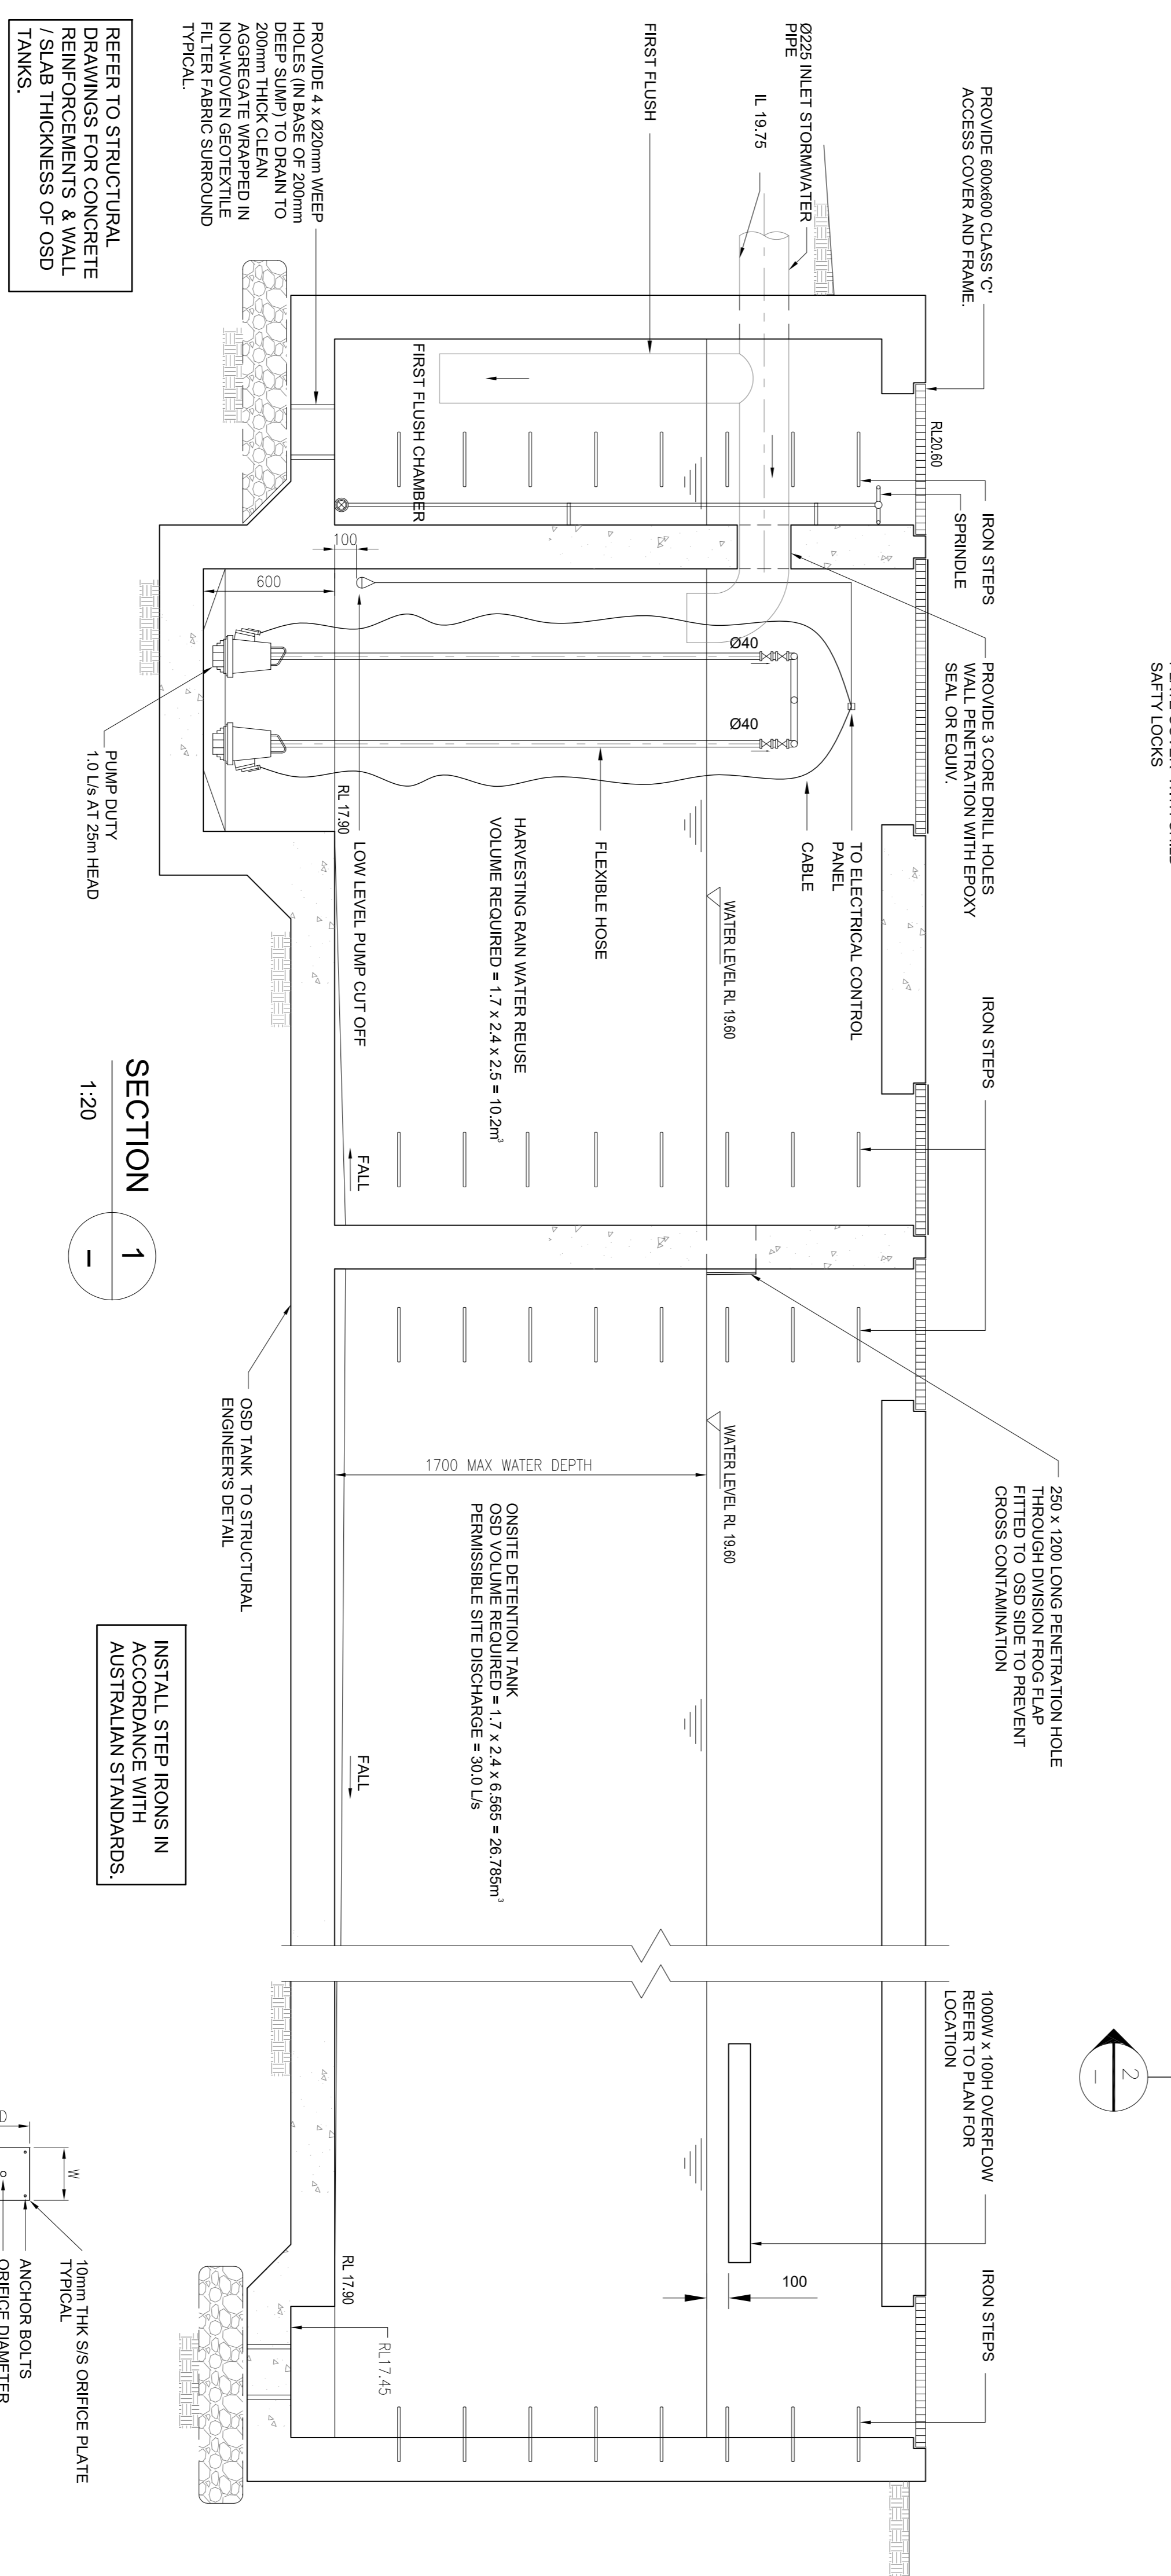 PLATE COVER WITH CHILD
SAFTY LOCKS
2
–
PROVIDE 600x600 CLASS 'C'
ACCESS COVER AND FRAME.
IRON STEPS
SPRINDLE
PROVIDE 3 CORE DRILL HOLES
WALL PENETRATION WITH EPOXY
SEAL OR EQUIV.
IRON STEPS
250 x 1200 LONG PENETRATION HOLE
THROUGH DIVISION FROG FLAP
FITTED TO OSD SIDE TO PREVENT
CROSS CONTAMINATION
1000W x 100H OVERFLOW
REFER TO PLAN FOR
LOCATION
IRON STEPS
RL20.60
Ø225 INLET STORMWATER
PIPE
IL 19.75
FIRST FLUSH
TO ELECTRICAL CONTROL
PANEL
CABLE
Ø40
Ø40
WATER LEVEL RL 19.60
WATER LEVEL RL 19.60
100
FLEXIBLE HOSE
HARVESTING RAIN WATER REUSE
VOLUME REQUIRED = 1.7 x 2.4 x 2.5 = 10.2m³
1700 MAX WATER DEPTH
ONSITE DETENTION TANK
OSD VOLUME REQUIRED = 1.7 x 2.4 x 6.565 = 26.785m³
PERMISSIBLE SITE DISCHARGE = 30.0 L/s
FIRST FLUSH CHAMBER
100
600
LOW LEVEL PUMP CUT OFF
RL 17.90
FALL
FALL
RL 17.90
RL17.45
PROVIDE 4 x Ø20mm WEEP
HOLES (IN BASE OF 200mm
DEEP SUMP) TO DRAIN TO
200mm THICK CLEAN
AGGREGATE WRAPPED IN
NON-WOVEN GEOTEXTILE
FILTER FABRIC SURROUND
TYPICAL.
PUMP DUTY
1.0 L/s AT 25m HEAD
OSD TANK TO STRUCTURAL
ENGINEER'S DETAIL
REFER TO STRUCTURAL
DRAWINGS FOR CONCRETE
REINFORCEMENTS & WALL
/ SLAB THICKNESS OF OSD
TANKS.
SECTION
1:20
1
–
INSTALL STEP IRONS IN
ACCORDANCE WITH
AUSTRALIAN STANDARDS.
W
D
10mm THK S/S ORIFICE PLATE
TYPICAL
ANCHOR BOLTS
ORIFICE DIAMETER